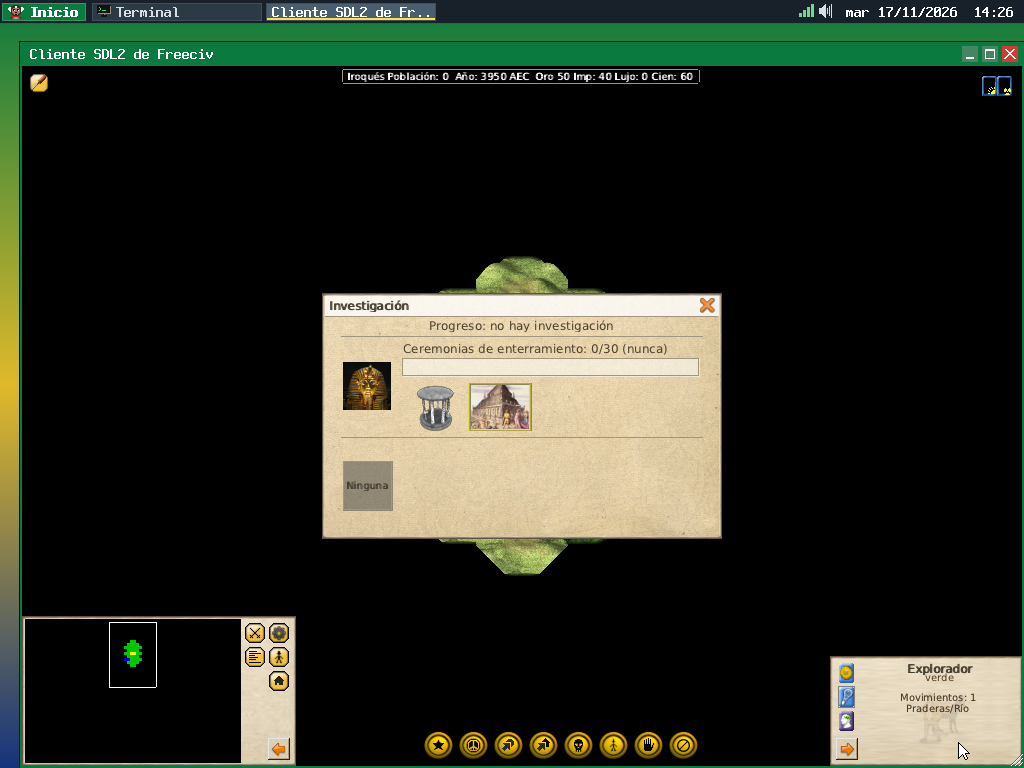 Inicio
Terminal
Cliente SDL2 de Fr..
mar 17/11/2026
14:26
Cliente SDL2 de Freeciv
Iroqués Población: 0 Año: 3950 AEC Oro 50 Imp: 40 Lujo: 0 Cien: 60
Investigación
Progreso: no hay investigación
Ceremonias de enterramiento: 0/30 (nunca)
Ninguna
Explorador
verde
Movimientos: 1
Praderas/Río